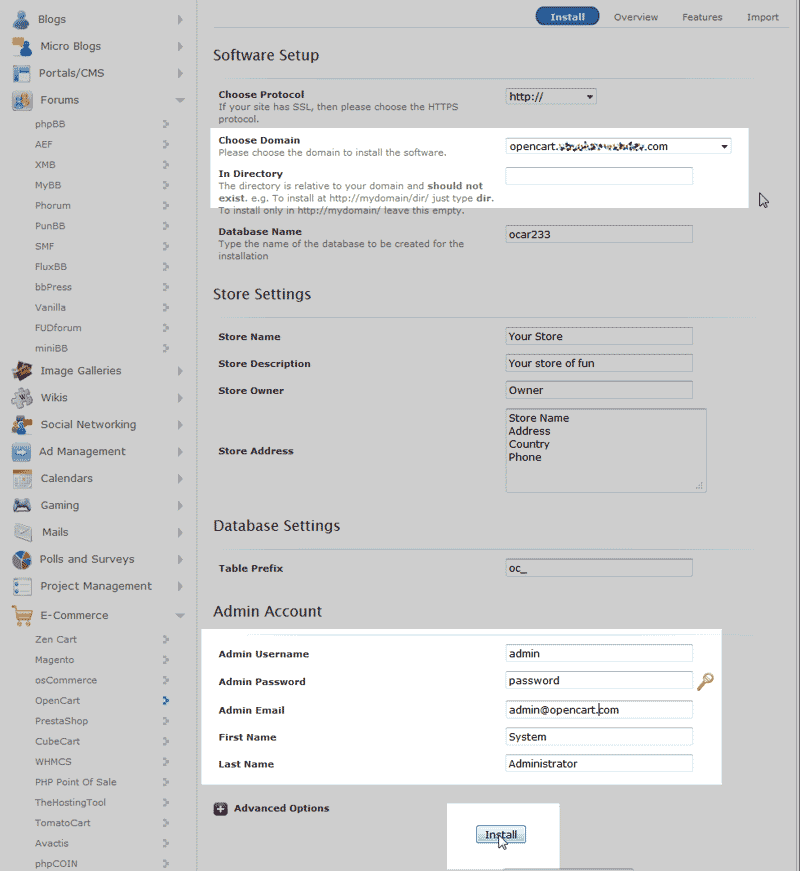 Blogs
Micro Blogs
Portals/CMS
Forums
phpBB
AEF
XMB
MyBB
Phorum
PunBB
SMF
FluxBB
bbPress
Vanilla
FUDforum
miniBB
Image Galleries
Wikis
Social Networking
Ad Management
Calendars
Gaming
Mails
Polls and Surveys
Project Management
E-Commerce
Zen Cart
Magento
osCommerce
OpenCart
PrestaShop
CubeCart
WHMCS
PHP Point Of Sale
TheHostingTool
TomatoCart
Avactis
phpCOIN
Install Overview Features Import
Software Setup
Choose Protocol
If your site has SSL, then please choose the HTTPS
protocol.
http://
Choose Domain
Please choose the domain to install the software.
opencart. .com
In Directory
The directory is relative to your domain and should not
exist. e.g. To install at http://mydomain/dir/ just type dir.
To install only in http://mydomain/ leave this empty.
Database Name
Type the name of the database to be created for the
installation
ocar233
Store Settings
Store Name Your Store
Store Description Your store of fun
Store Owner Owner
Store Address
Store Name
Address
Country
Phone
Database Settings
Table Prefix oc_
Admin Account
Admin Username admin
Admin Password password
Admin Email admin@opencart.com
First Name System
Last Name Administrator
Advanced Options
Install